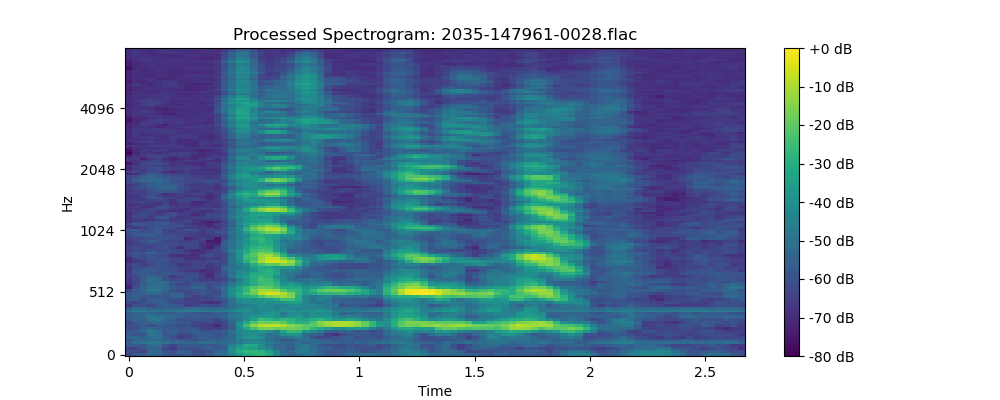 Processed Spectrogram: 2035-147961-0028.flac
+0 dB
-10 dB
-20 dB
-30 dB
-40 dB
-50 dB
-60 dB
-70 dB
-80 dB
4096
2048
1024
512
0
Hz
0
0.5
1
1.5
2
2.5
Time